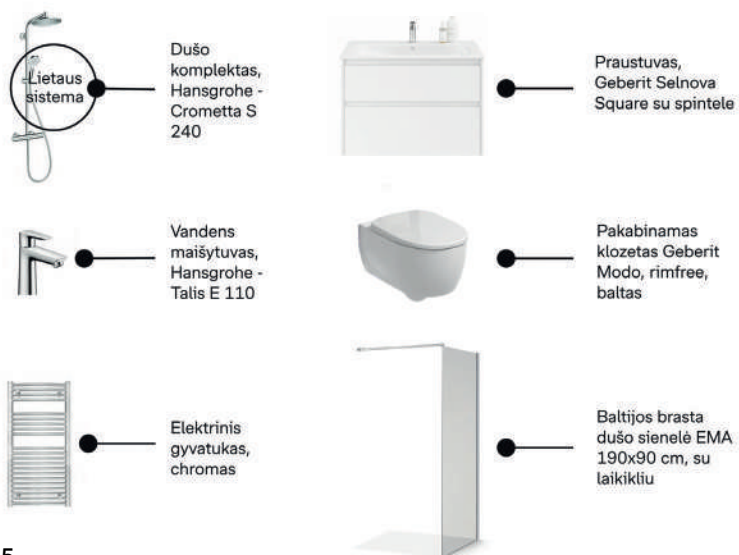 Lietaus
sistema
Dušo
komplektas,
Hansgrohe -
Crometta S
240
Praustuvas,
Geberit Selnova
Square su spintele
Vandens
maišytuvas,
Hansgrohe -
Talis E 110
Pakabinamas
klozetas Geberit
Modo, rimfree,
baltas
Elektrinis
gyvatukas,
chromas
Baltijos brasta
dušo sienelė EMA
190x90 cm, su
laikikliu